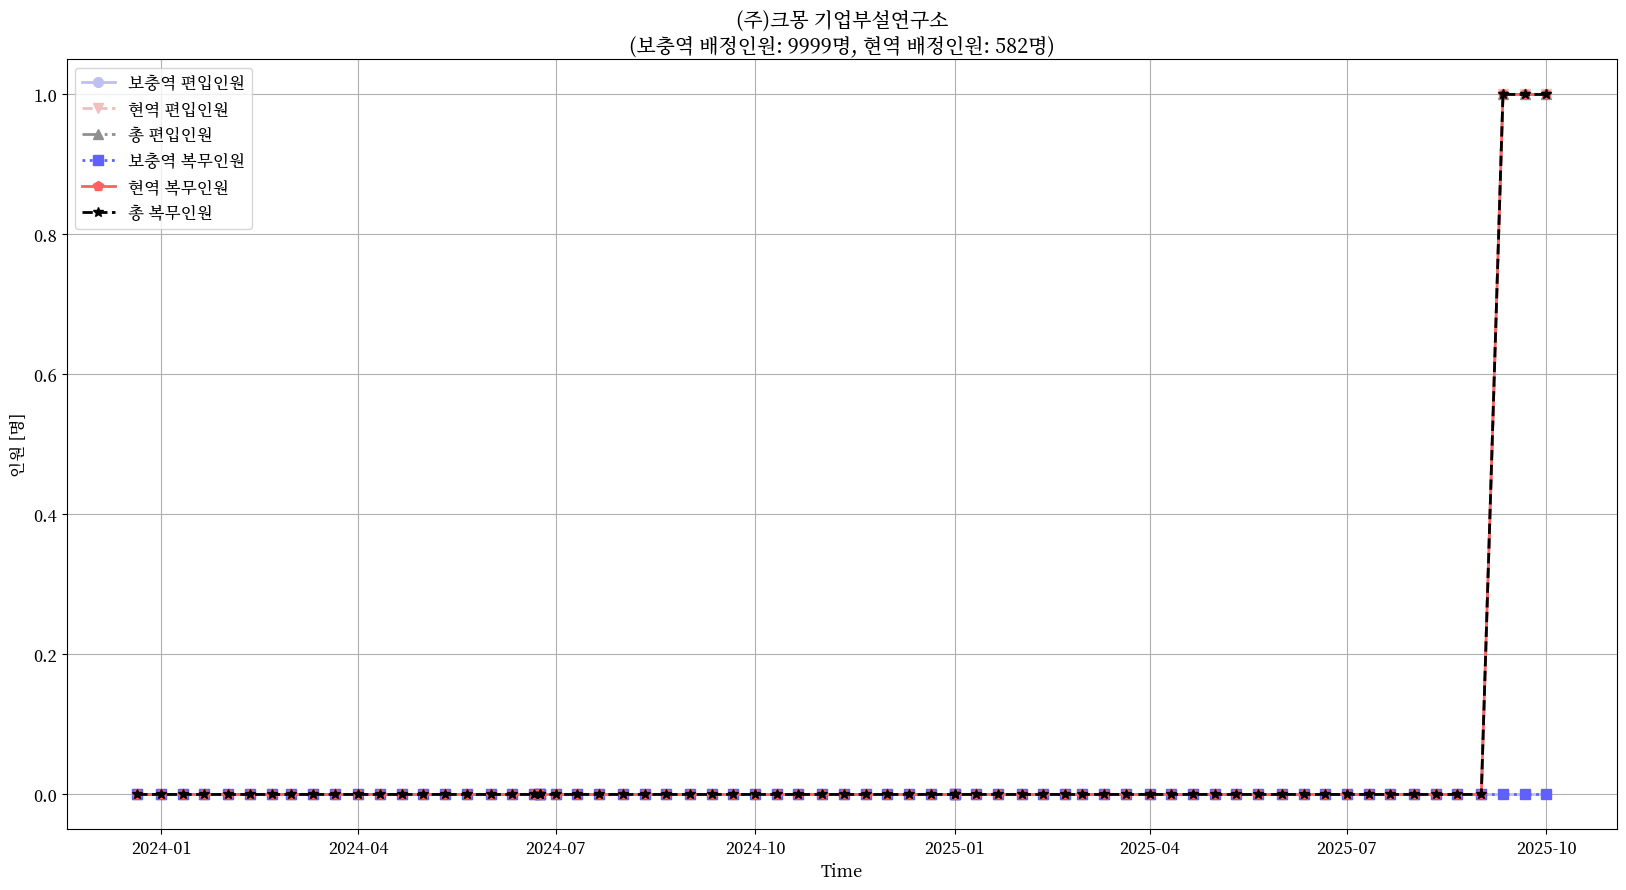 (주)크몽 기업부설연구소
(보충역 배정인원: 9999명, 현역 배정인원: 582명)
보충역 편입인원
현역 편입인원
총 편입인원
보충역 복무인원
현역 복무인원
총 복무인원
1.0
0.8
0.6
0.4
0.2
0.0
인원 [명]
2024-01
2024-04
2024-07
2024-10
2025-01
2025-04
2025-07
2025-10
Time